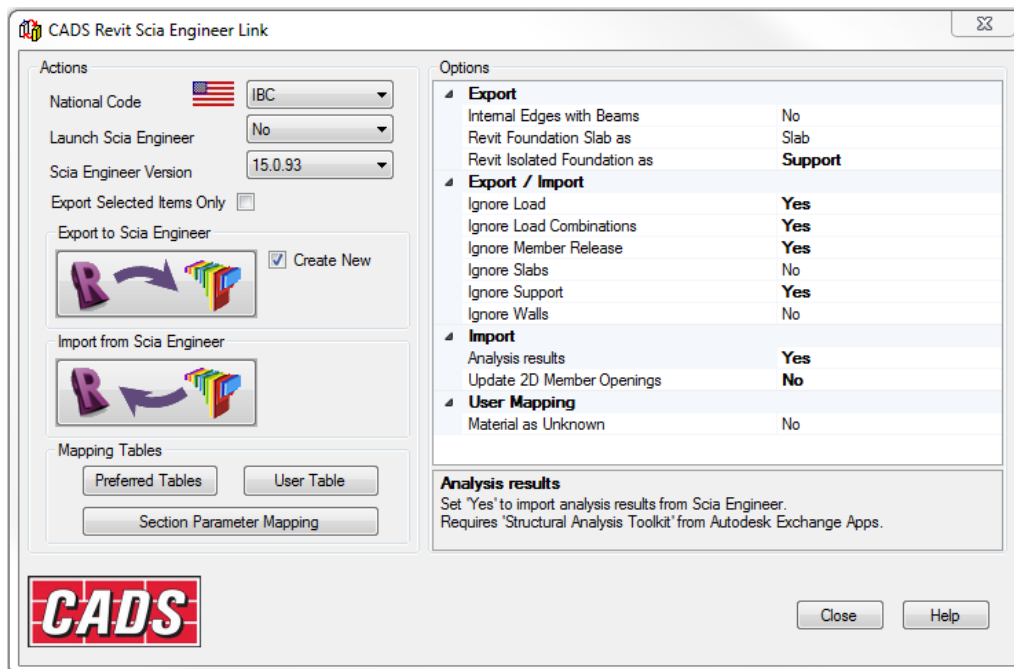 CADS Revit Scia Engineer Link
Actions
National Code IBC
Launch Scia Engineer No
Scia Engineer Version 15.0.93
Export Selected Items Only
Export to Scia Engineer
R
Create New
Import from Scia Engineer
R
Mapping Tables
Preferred Tables User Table
Section Parameter Mapping
Options
Export
Internal Edges with Beams No
Revit Foundation Slab as Slab
Revit Isolated Foundation as Support
Export / Import
Ignore Load Yes
Ignore Load Combinations Yes
Ignore Member Release Yes
Ignore Slabs No
Ignore Support Yes
Ignore Walls No
Import
Analysis results Yes
Update 2D Member Openings No
User Mapping
Material as Unknown No
Analysis results
Set 'Yes' to import analysis results from Scia Engineer.
Requires 'Structural Analysis Toolkit' from Autodesk Exchange Apps.
CADS
Close Help